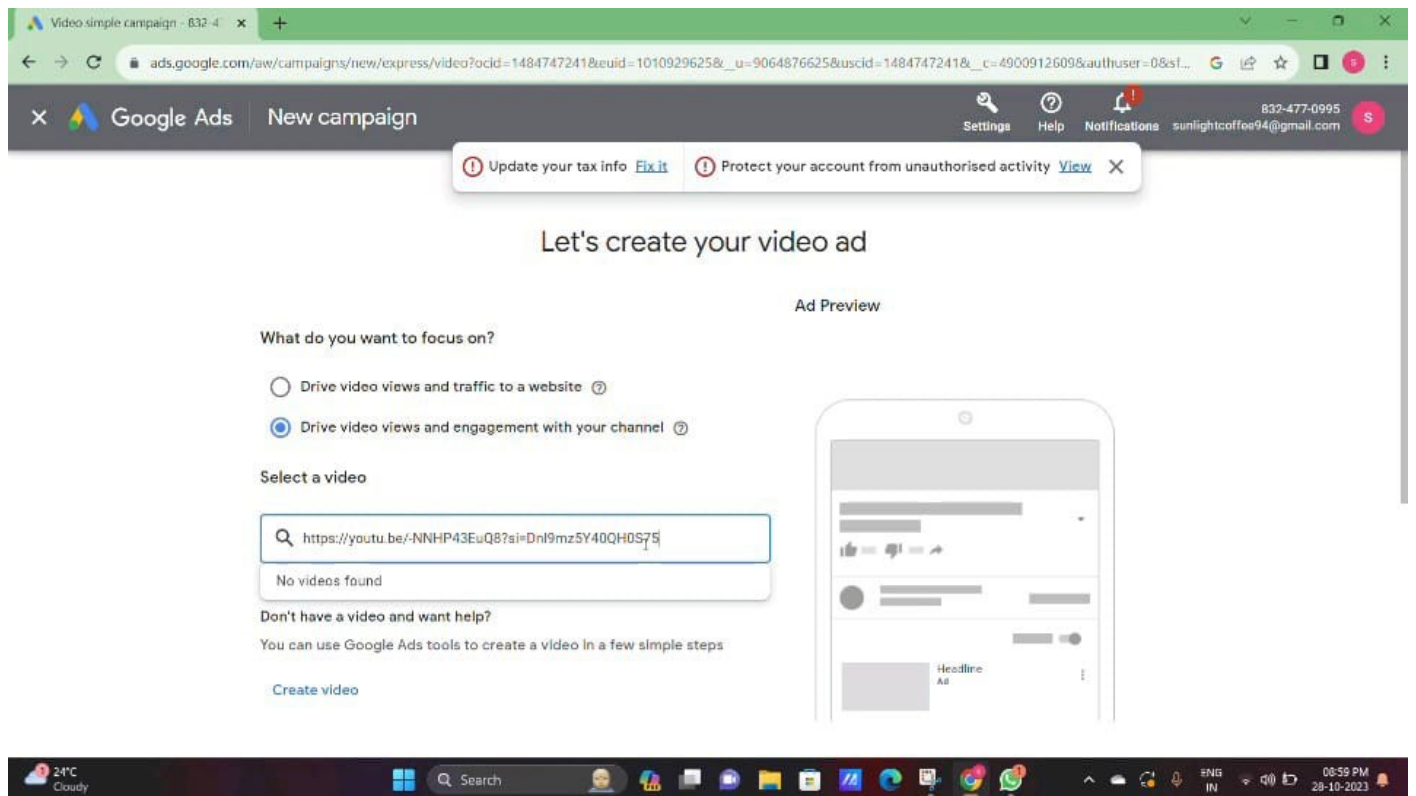 Video simple campaign - 832-4
ads.google.com/aw/campaigns/new/express/video?ocid=1484747241&euid=1010929625&__u=9064876625&uscid=1484747241&__c=4900912609&authuser=0&sf...
Google Ads
New campaign
Settings
Help
Notifications
832-477-0995
sunlightcoffee94@gmail.com
S
Update your tax info Fix it
Protect your account from unauthorised activity View
Let's create your video ad
Ad Preview
What do you want to focus on?
Drive video views and traffic to a website
Drive video views and engagement with your channel
Select a video
https://youtu.be/-NNHP43EuQ8?si=DnI9mz5Y40QH0S75
No videos found
Don't have a video and want help?
You can use Google Ads tools to create a video in a few simple steps
Create video
Headline
Ad
24°C
Cloudy
Search
ENG
IN
08:59 PM
28-10-2023